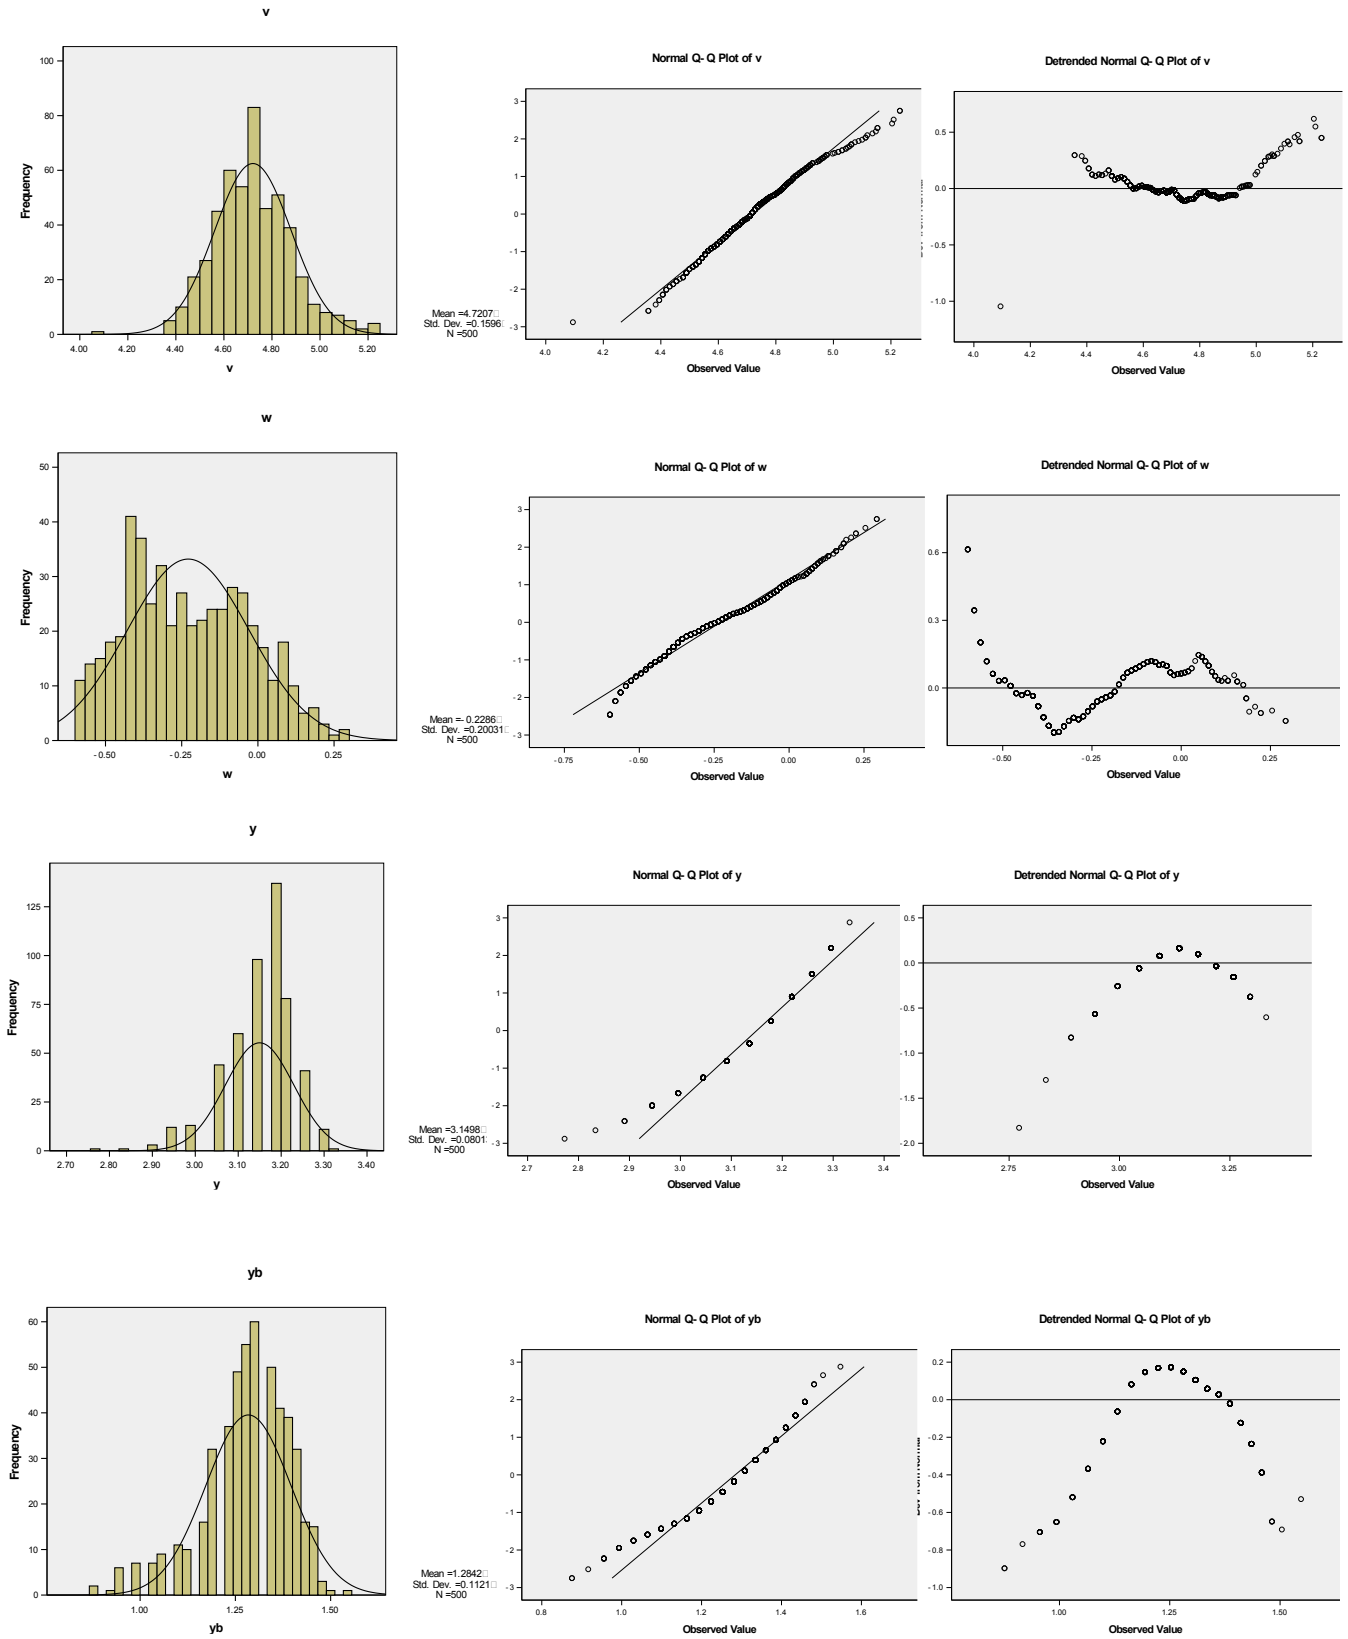 v
100
80
60
40
20
0
Frequency
4.00 4.20 4.40 4.60 4.80 5.00 5.20
v
Mean =4.7207
Std. Dev. =0.1596
N =500
Normal Q- Q Plot of v
3
2
1
0
- 1
- 2
- 3
4.0 4.2 4.4 4.6 4.8 5.0 5.2
Observed Value
Detrended Normal Q- Q Plot of v
0.5
0.0
- 0.5
- 1.0
4.0 4.2 4.4 4.6 4.8 5.0 5.2
Observed Value
w
50
40
30
20
10
0
Frequency
- 0.50 - 0.25 0.00 0.25
w
Mean =- 0.2286
Std. Dev. =0.20031
N =500
Normal Q- Q Plot of w
3
2
1
0
- 1
- 2
- 3
- 0.75 - 0.50 - 0.25 0.00 0.25
Observed Value
Detrended Normal Q- Q Plot of w
0.6
0.3
0.0
- 0.50 - 0.25 0.00 0.25
Observed Value
y
125
100
75
50
25
0
Frequency
2.70 2.80 2.90 3.00 3.10 3.20 3.30 3.40
y
Mean =3.1498
Std. Dev. =0.0801
N =500
Normal Q- Q Plot of y
3
2
1
0
- 1
- 2
- 3
2.7 2.8 2.9 3.0 3.1 3.2 3.3 3.4
Observed Value
Detrended Normal Q- Q Plot of y
0.5
0.0
- 0.5
- 1.0
- 1.5
- 2.0
2.75 3.00 3.25
Observed Value
yb
60
50
40
30
20
10
0
Frequency
1.00 1.25 1.50
yb
Mean =1.2842
Std. Dev. =0.1121
N =500
Normal Q- Q Plot of yb
3
2
1
0
- 1
- 2
- 3
0.8 1.0 1.2 1.4 1.6
Observed Value
Detrended Normal Q- Q Plot of yb
0.2
0.0
- 0.2
- 0.4
- 0.6
- 0.8
- 1.0
1.00 1.25 1.50
Observed Value